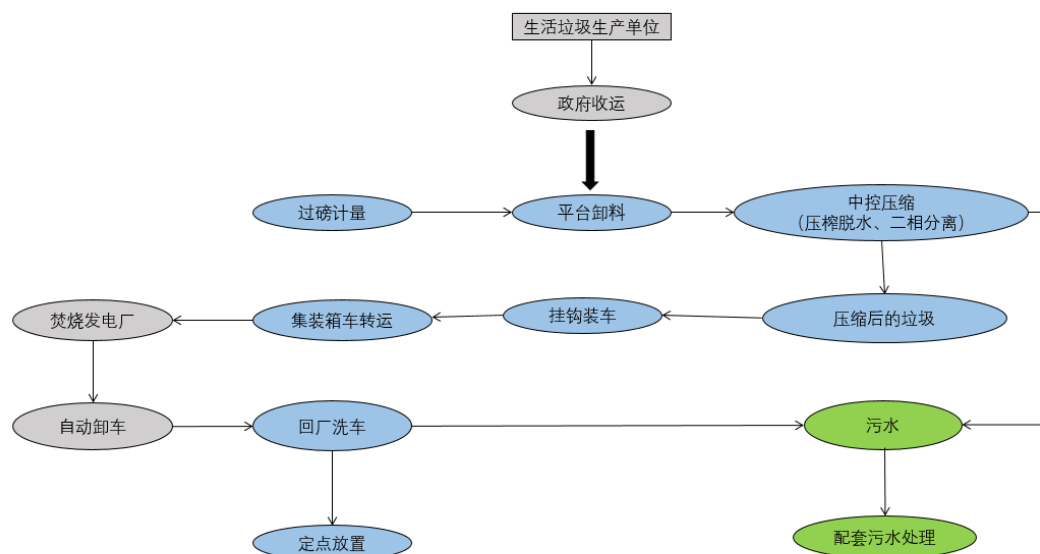 生活垃圾生产单位
政府收运
过磅计量
平台卸料
中控压缩
（压榨脱水、二相分离）
焚烧发电厂
集装箱车转运
挂钩装车
压缩后的垃圾
自动卸车
回厂洗车
污水
定点放置
配套污水处理